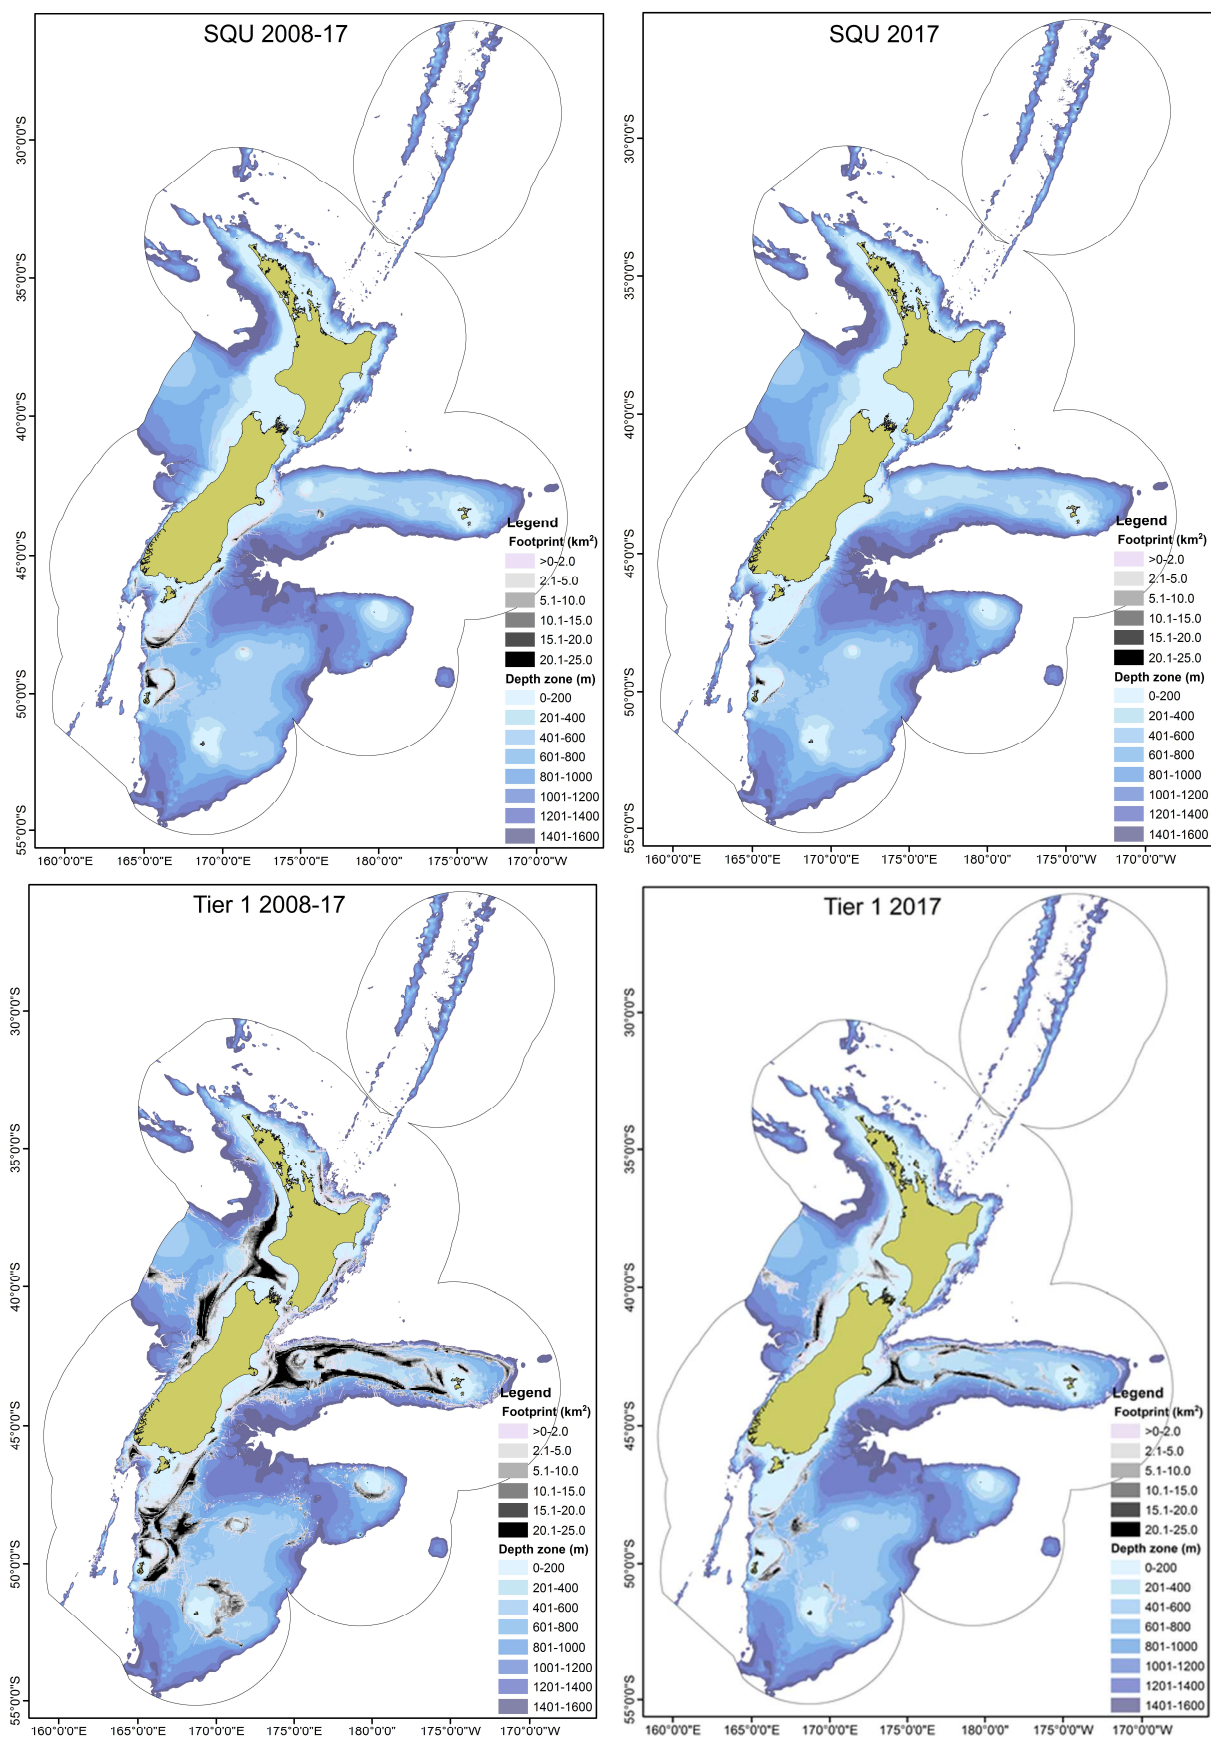 SQU 2008-17
30°0'0"S
35°0'0"S
40°0'0"S
45°0'0"S
50°0'0"S
55°0'0"S
160°0'0"E
165°0'0"E
170°0'0"E
175°0'0"E
180°0'0"
175°0'0"W
170°0'0"W
Legend
Footprint (km²)
>0-2.0
2.1-5.0
5.1-10.0
10.1-15.0
15.1-20.0
20.1-25.0
Depth zone (m)
0-200
201-400
401-600
601-800
801-1000
1001-1200
1201-1400
1401-1600
SQU 2017
30°0'0"S
35°0'0"S
40°0'0"S
45°0'0"S
50°0'0"S
55°0'0"S
160°0'0"E
165°0'0"E
170°0'0"E
175°0'0"E
180°0'0"
175°0'0"W
170°0'0"W
Legend
Footprint (km²)
>0-2.0
2.1-5.0
5.1-10.0
10.1-15.0
15.1-20.0
20.1-25.0
Depth zone (m)
0-200
201-400
401-600
601-800
801-1000
1001-1200
1201-1400
1401-1600
Tier 1 2008-17
30°0'0"S
35°0'0"S
40°0'0"S
45°0'0"S
50°0'0"S
55°0'0"S
160°0'0"E
165°0'0"E
170°0'0"E
175°0'0"E
180°0'0"
175°0'0"W
170°0'0"W
Legend
Footprint (km²)
>0-2.0
2.1-5.0
5.1-10.0
10.1-15.0
15.1-20.0
20.1-25.0
Depth zone (m)
0-200
201-400
401-600
601-800
801-1000
1001-1200
1201-1400
1401-1600
Tier 1 2017
30°0'0"S
35°0'0"S
40°0'0"S
45°0'0"S
50°0'0"S
55°0'0"S
160°0'0"E
165°0'0"E
170°0'0"E
175°0'0"E
180°0'0"
175°0'0"W
170°0'0"W
Legend
Footprint (km²)
>0-2.0
2.1-5.0
5.1-10.0
10.1-15.0
15.1-20.0
20.1-25.0
Depth zone (m)
0-200
201-400
401-600
601-800
801-1000
1001-1200
1201-1400
1401-1600